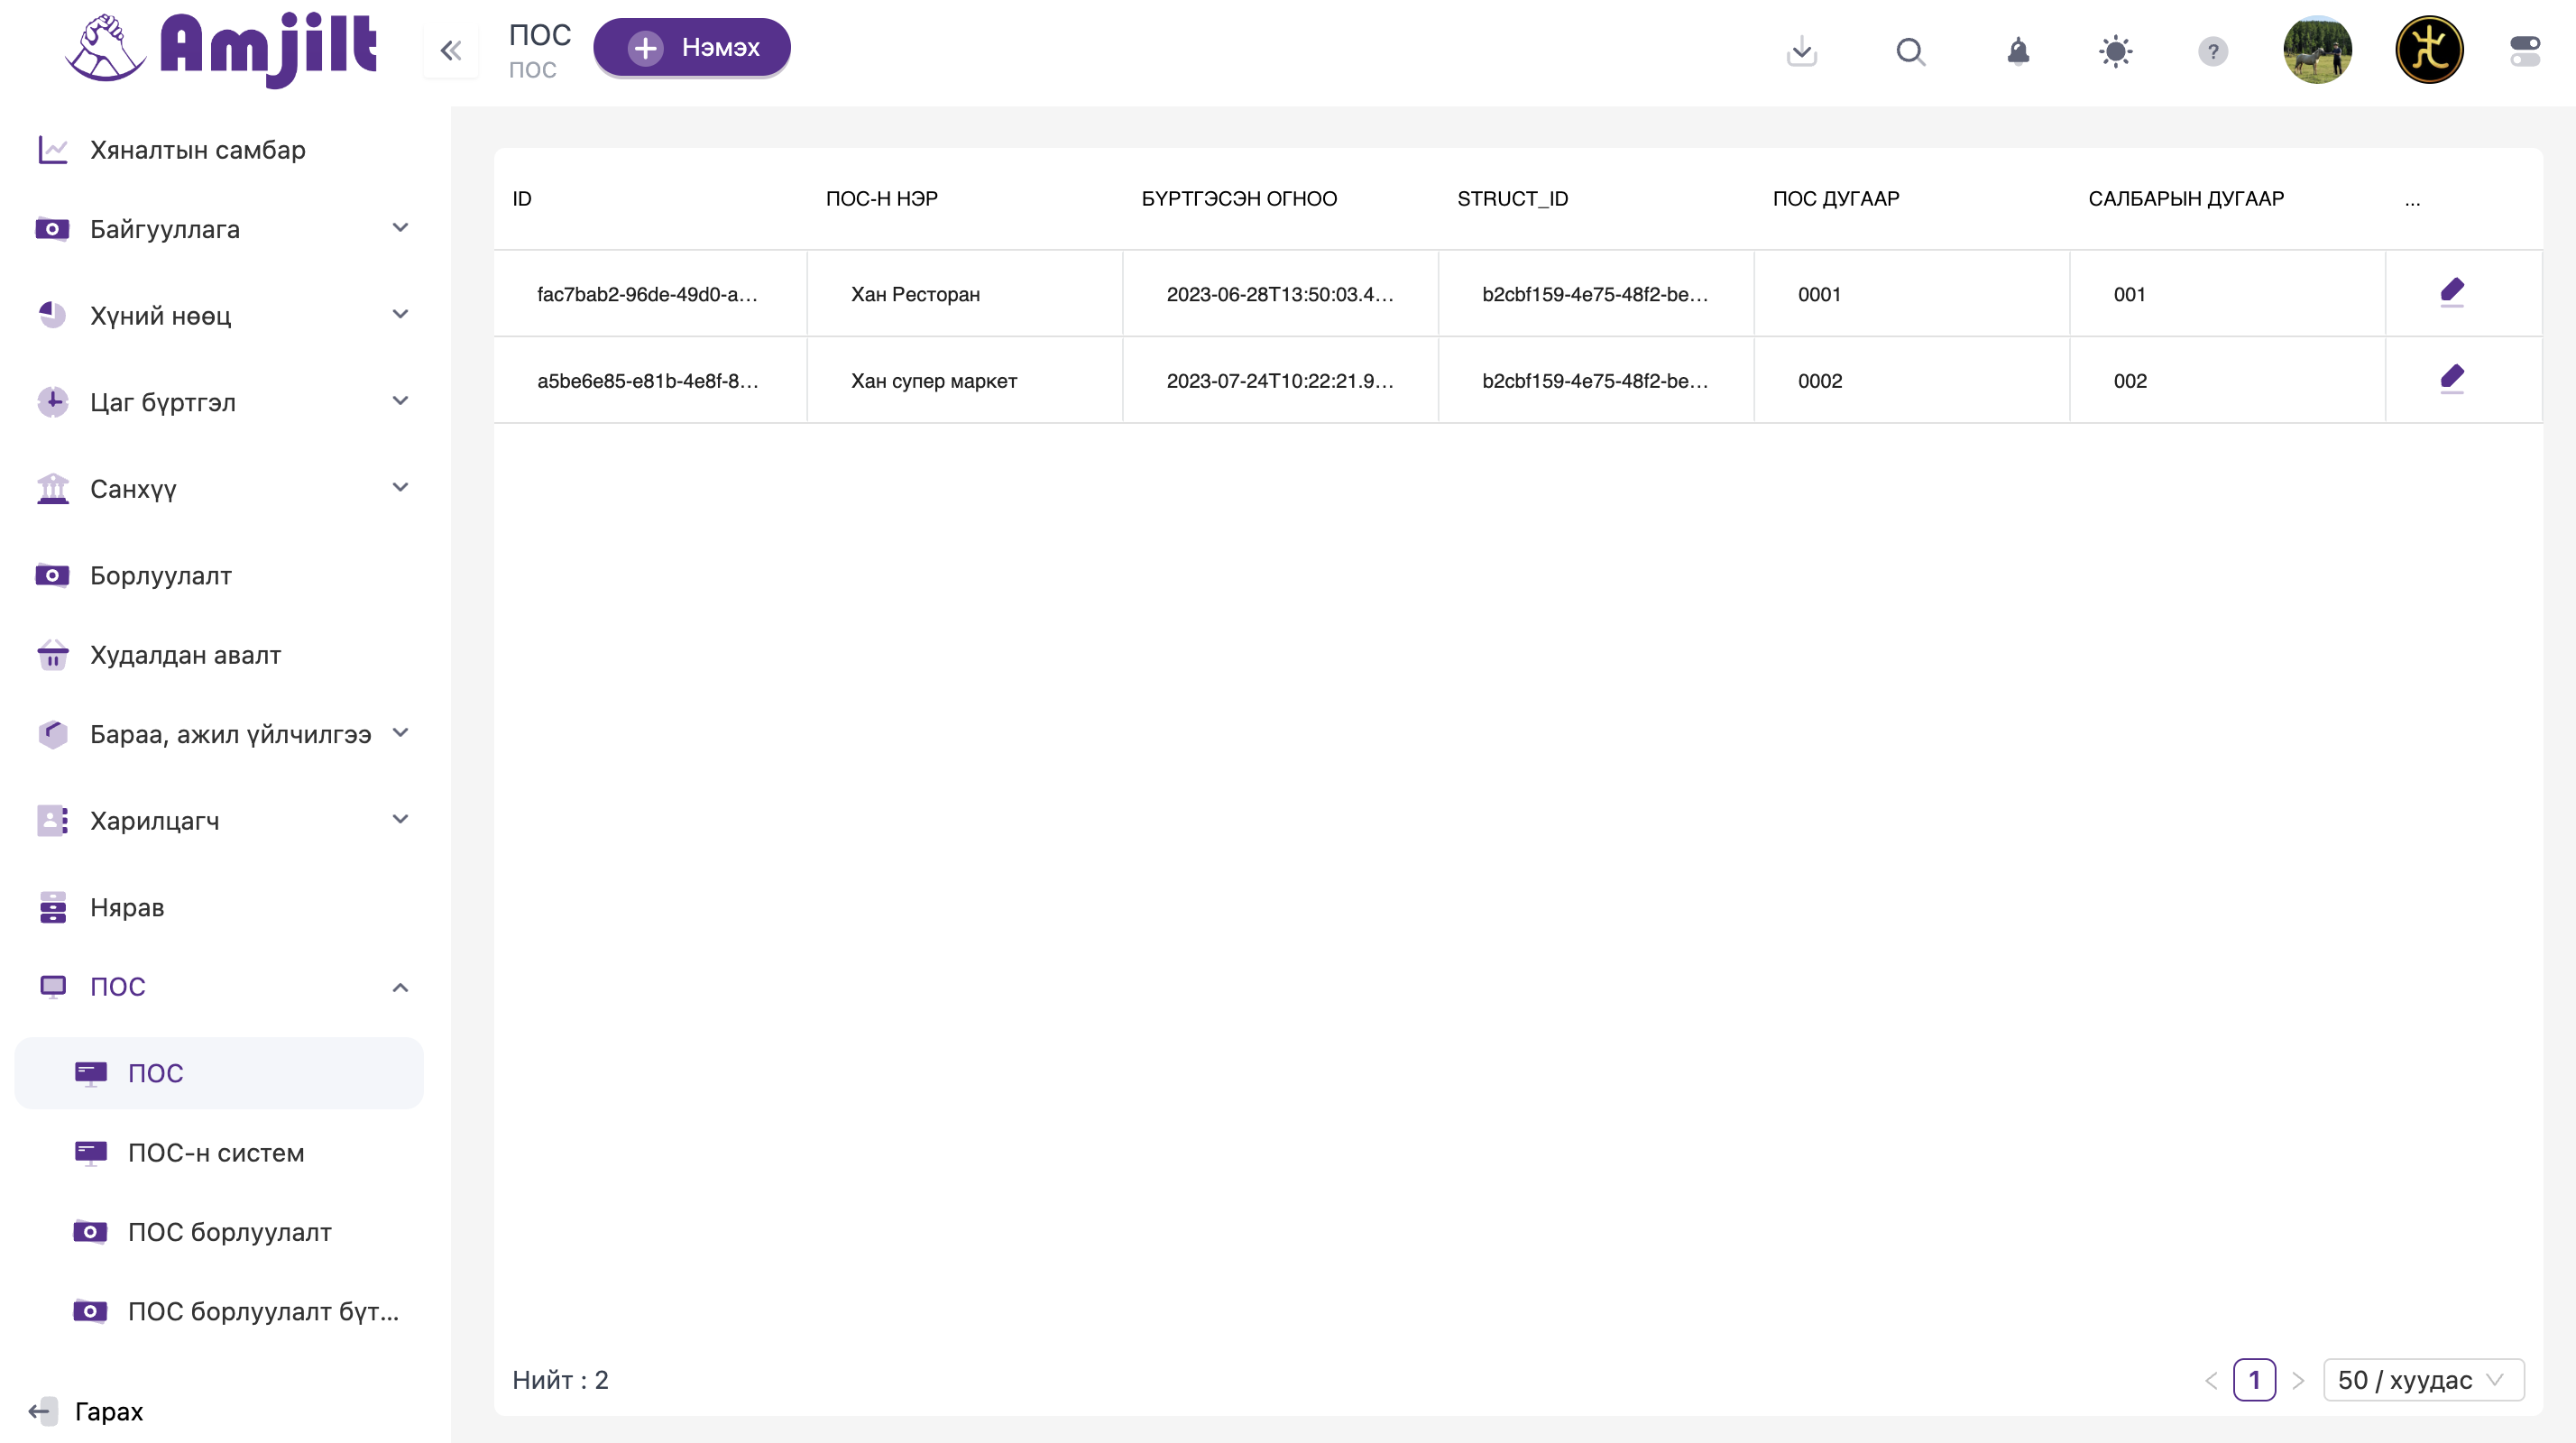 Amjilt
ПОС
ПОС
Нэмэх
?
Хяналтын самбар
Байгууллага
Хүний нөөц
Цаг бүртгэл
Санхүү
Борлуулалт
Худалдан авалт
Бараа, ажил үйлчилгээ
Харилцагч
Нярав
ПОС
ПОС
ПОС-н систем
ПОС борлуулалт
ПОС борлуулалт бүт...
Гарах
ID ПОС-Н НЭР БҮРТГЭСЭН ОГНОО STRUCT_ID ПОС ДУГААР САЛБАРЫН ДУГААР ...
fac7bab2-96de-49d0-a... Хан Ресторан 2023-06-28T13:50:03.4... b2cbf159-4e75-48f2-be... 0001 001
a5be6e85-e81b-4e8f-8... Хан супер маркет 2023-07-24T10:22:21.9... b2cbf159-4e75-48f2-be... 0002 002
Нийт : 2
1
50 / хуудас